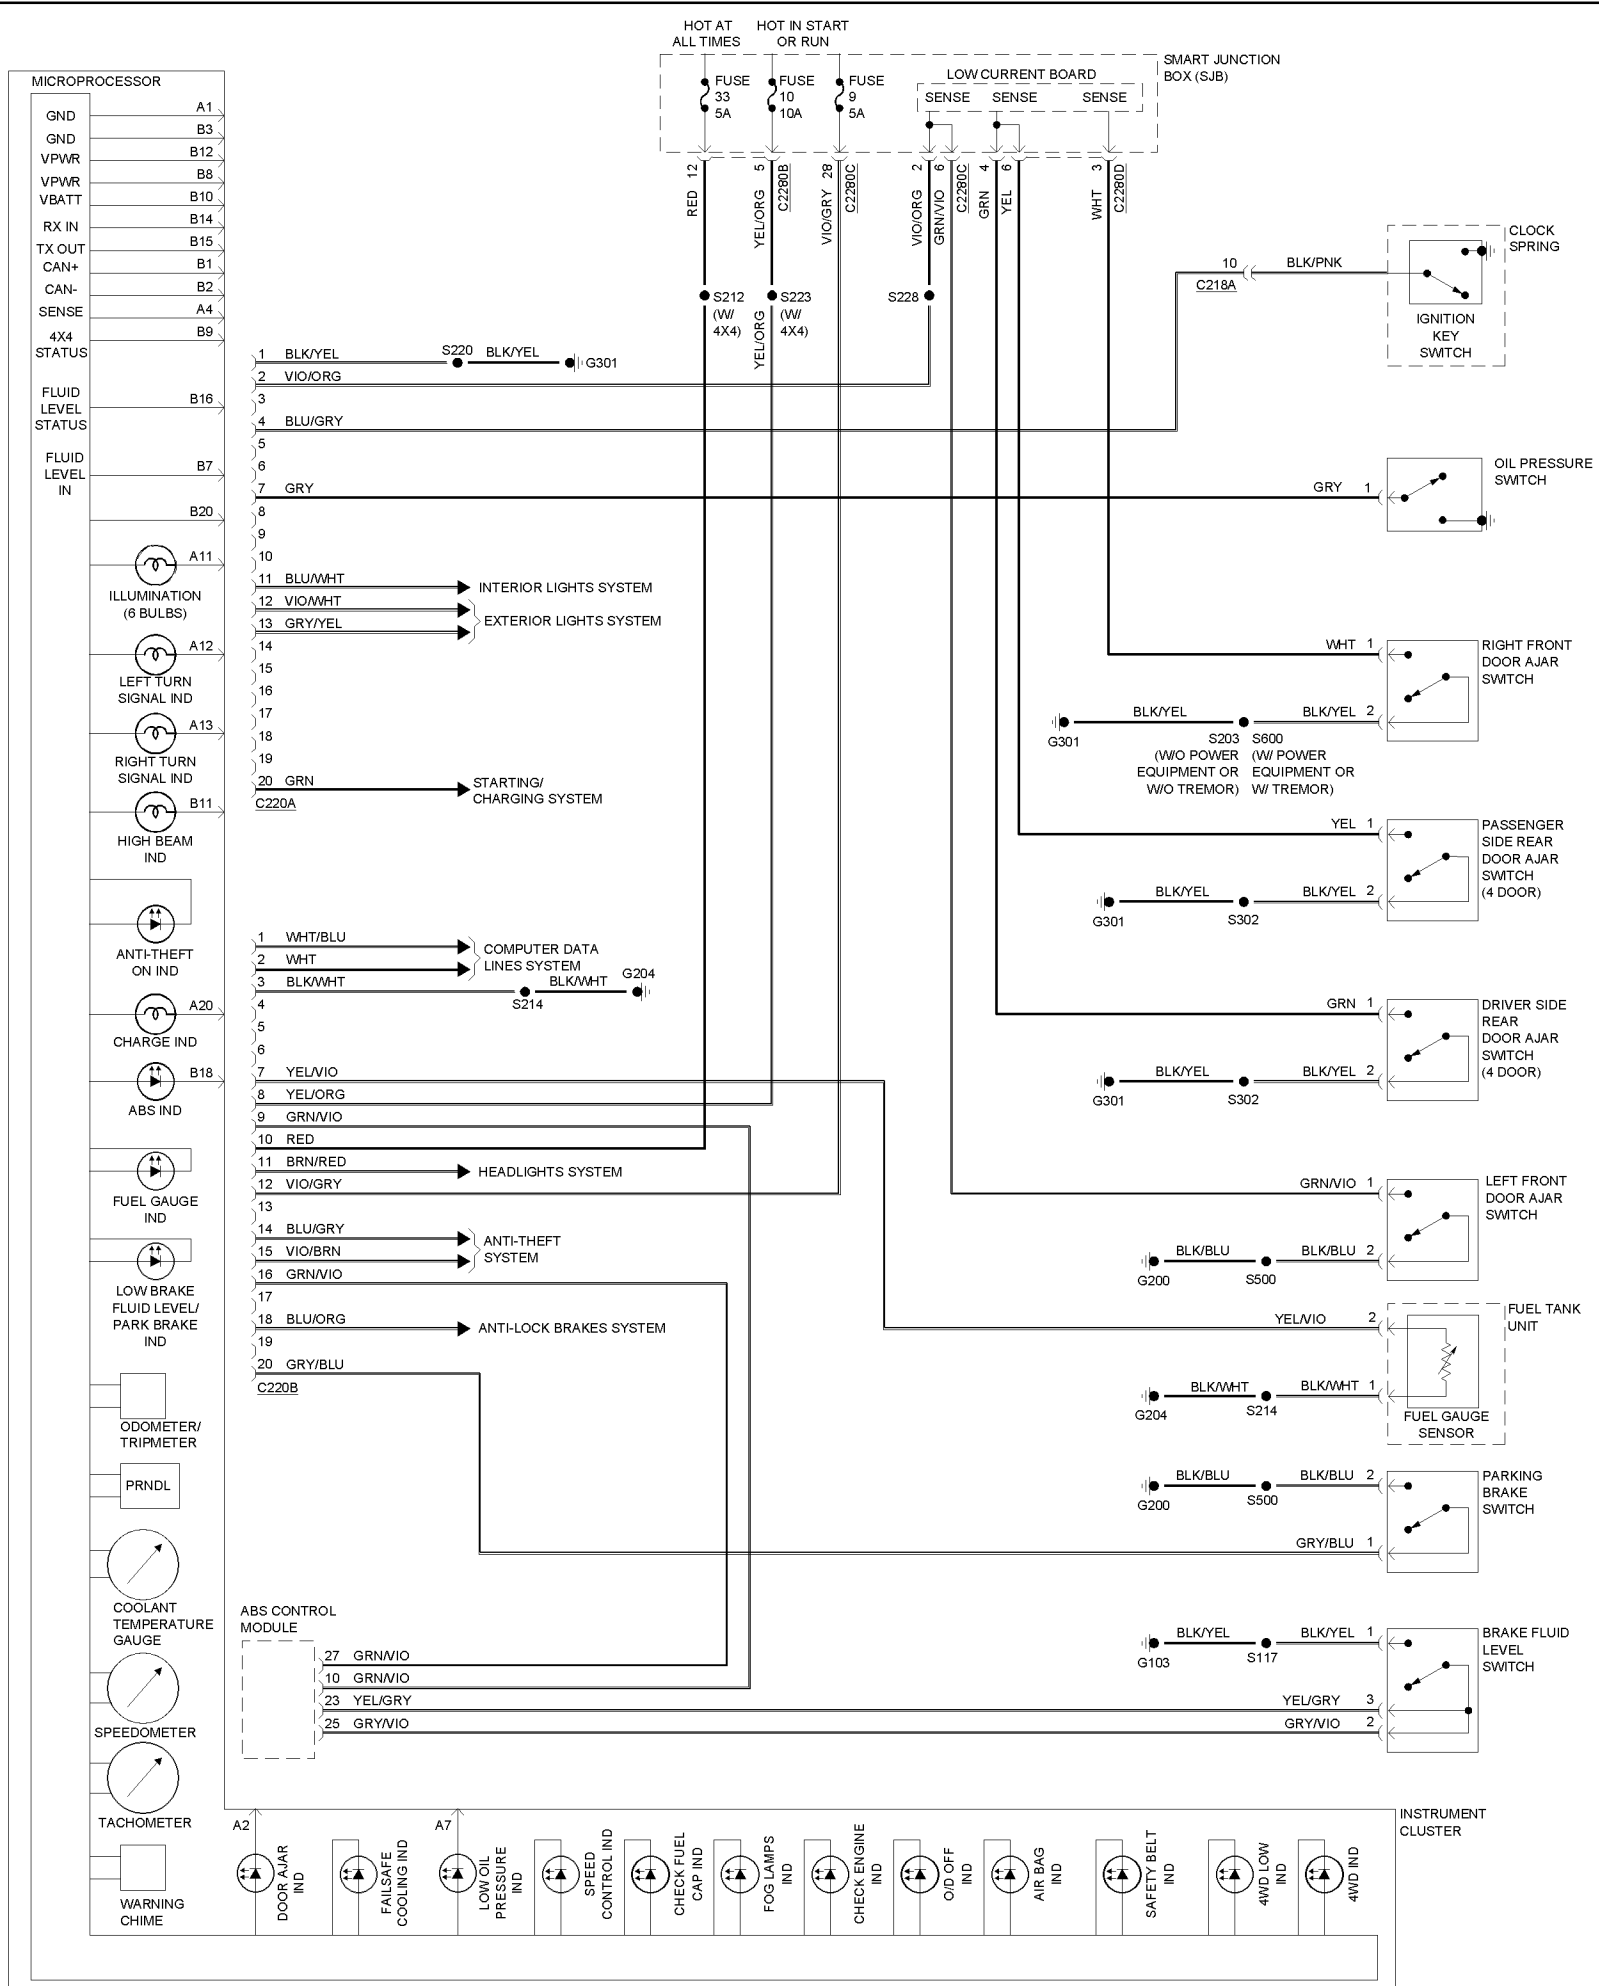 HOT AT
ALL TIMES
HOT IN START
OR RUN
SMART JUNCTION
BOX (SJB)
LOW CURRENT BOARD
SENSE
SENSE
SENSE
FUSE
33
5A
FUSE
10
10A
FUSE
9
5A
12
RED
5
YEL/ORG
C2280B
28
VIO/GRY
C2280C
2
VIO/ORG
6
GRN/VIO
C2280C
4
GRN
6
YEL
3
WHT
C2280D
S212
(W/
4X4)
S223
(W/
4X4)
YEL/ORG
S228
MICROPROCESSOR
GND
A1
GND
B3
VPWR
B12
VPWR
B8
VBATT
B10
RX IN
B14
TX OUT
B15
CAN+
B1
CAN-
B2
SENSE
A4
4X4
STATUS
B9
FLUID
LEVEL
STATUS
B16
FLUID
LEVEL
IN
B7
B20
A11
ILLUMINATION
(6 BULBS)
A12
LEFT TURN
SIGNAL IND
A13
RIGHT TURN
SIGNAL IND
B11
HIGH BEAM
IND
ANTI-THEFT
ON IND
A20
CHARGE IND
B18
ABS IND
FUEL GAUGE
IND
LOW BRAKE
FLUID LEVEL/
PARK BRAKE
IND
ODOMETER/
TRIPMETER
PRNDL
COOLANT
TEMPERATURE
GAUGE
SPEEDOMETER
TACHOMETER
WARNING
CHIME
1 BLK/YEL
S220
BLK/YEL
G301
2 VIO/ORG
3
4 BLU/GRY
5
6
7 GRY
8
9
10
11 BLU/WHT
INTERIOR LIGHTS SYSTEM
12 VIO/WHT
13 GRY/YEL
EXTERIOR LIGHTS SYSTEM
14
15
16
17
18
19
20 GRN
STARTING/
CHARGING SYSTEM
C220A
1 WHT/BLU
2 WHT
COMPUTER DATA
LINES SYSTEM
3 BLK/WHT
S214
BLK/WHT
G204
4
5
6
7 YEL/VIO
8 YEL/ORG
9 GRN/VIO
10 RED
11 BRN/RED
HEADLIGHTS SYSTEM
12 VIO/GRY
13
14 BLU/GRY
15 VIO/BRN
ANTI-THEFT
SYSTEM
16 GRN/VIO
17
18 BLU/ORG
ANTI-LOCK BRAKES SYSTEM
19
20 GRY/BLU
C220B
ABS CONTROL
MODULE
27 GRN/VIO
10 GRN/VIO
23 YEL/GRY
25 GRY/VIO
10
C218A
BLK/PNK
CLOCK
SPRING
IGNITION
KEY
SWITCH
GRY 1
OIL PRESSURE
SWITCH
WHT 1
RIGHT FRONT
DOOR AJAR
SWITCH
G301
BLK/YEL
BLK/YEL 2
S203
(W/O POWER
EQUIPMENT OR
W/O TREMOR)
S600
(W/ POWER
EQUIPMENT OR
W/ TREMOR)
YEL 1
PASSENGER
SIDE REAR
DOOR AJAR
SWITCH
(4 DOOR)
G301
BLK/YEL
S302
BLK/YEL 2
GRN 1
DRIVER SIDE
REAR
DOOR AJAR
SWITCH
(4 DOOR)
G301
BLK/YEL
S302
BLK/YEL 2
GRN/VIO 1
LEFT FRONT
DOOR AJAR
SWITCH
G200
BLK/BLU
S500
BLK/BLU 2
YEL/VIO 2
FUEL TANK
UNIT
G204
BLK/WHT
S214
BLK/WHT 1
FUEL GAUGE
SENSOR
G200
BLK/BLU
S500
BLK/BLU 2
PARKING
BRAKE
SWITCH
GRY/BLU 1
G103
BLK/YEL
S117
BLK/YEL 1
BRAKE FLUID
LEVEL
SWITCH
YEL/GRY 3
GRY/VIO 2
INSTRUMENT
CLUSTER
A2
DOOR AJAR
IND
FAILSAFE
COOLING IND
A7
LOW OIL
PRESSURE
IND
SPEED
CONTROL IND
CHECK FUEL
CAP IND
FOG LAMPS
IND
CHECK ENGINE
IND
O/D OFF
IND
AIR BAG
IND
SAFETY BELT
IND
4WD LOW
IND
4WD IND